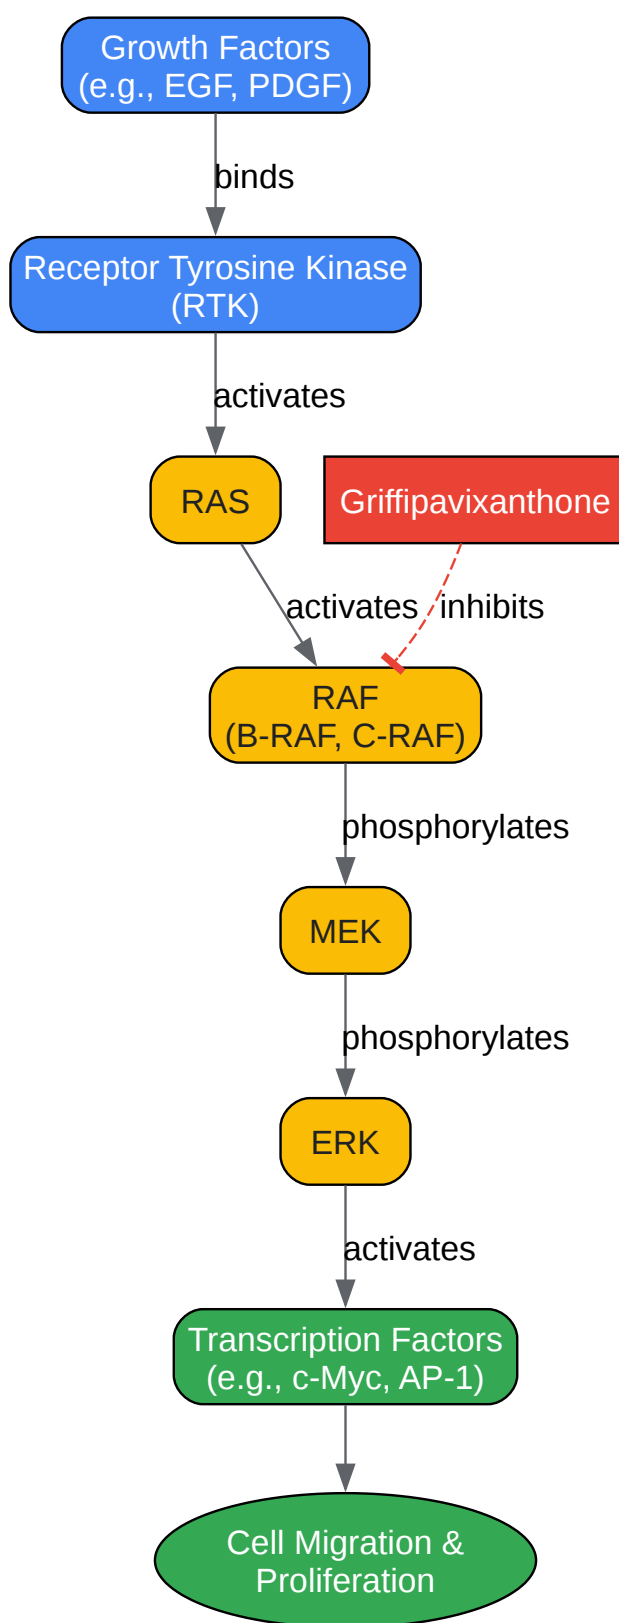 Growth Factors
(e.g., EGF, PDGF)
binds
Receptor Tyrosine Kinase
(RTK)
activates
RAS
Griffipavixanthone
activates
inhibits
RAF
(B-RAF, C-RAF)
phosphorylates
MEK
phosphorylates
ERK
activates
Transcription Factors
(e.g., c-Myc, AP-1)
Cell Migration &
Proliferation